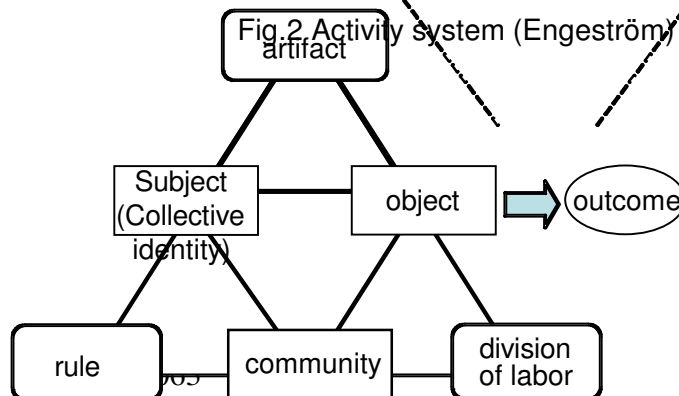 Fig.2 Activity system (Engeström)
artifact
Subject
(Collective
identity)
object
outcome
rule
community
division
of labor